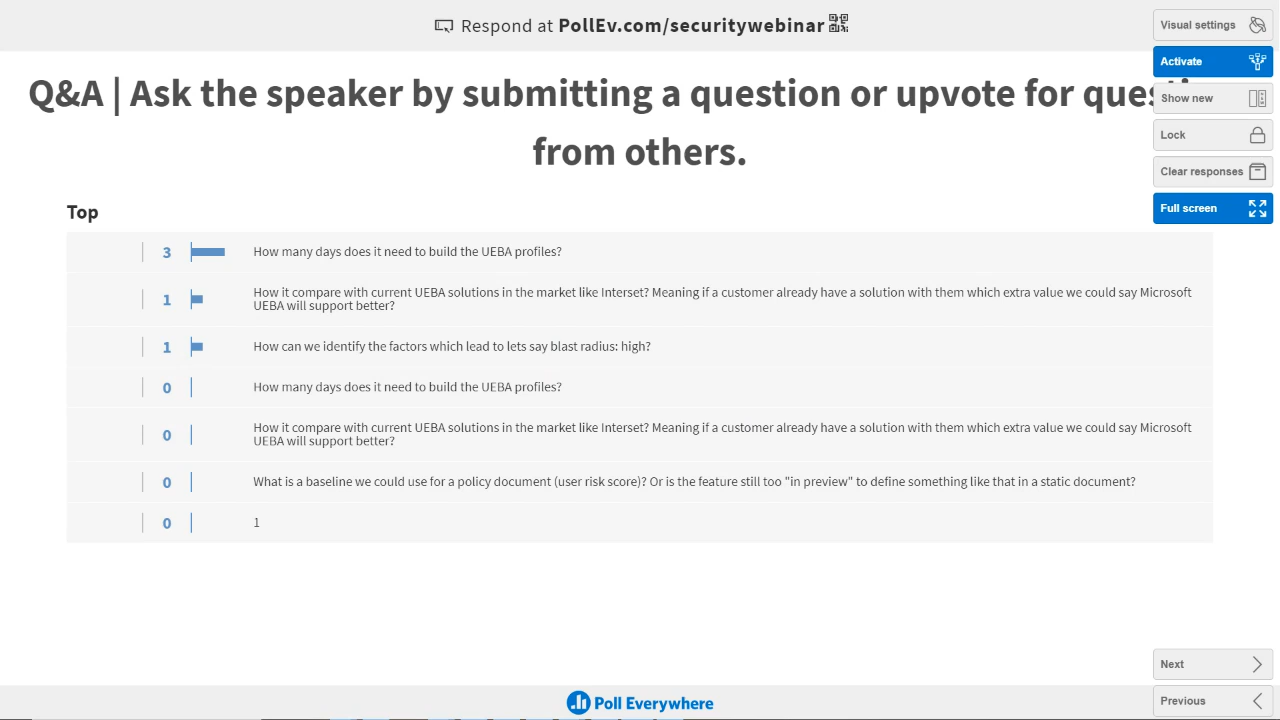 Respond at PollEv.com/securitywebinar
Visual settings
Activate
Q&A | Ask the speaker by submitting a question or upvote for
Show new
from others.
Lock
Clear responses
Top
Full screen
3 How many days does it need to build the UEBA profiles?
1 How it compare with current UEBA solutions in the market like Interset? Meaning if a customer already have a solution with them which extra value we could say Microsoft
UEBA will support better?
1 How can we identify the factors which lead to lets say blast radius: high?
0 How many days does it need to build the UEBA profiles?
0 How it compare with current UEBA solutions in the market like Interset? Meaning if a customer already have a solution with them which extra value we could say Microsoft
UEBA will support better?
0 What is a baseline we could use for a policy document (user risk score)? Or is the feature still too "in preview" to define something like that in a static document?
0 1
Next
Poll Everywhere
Previous